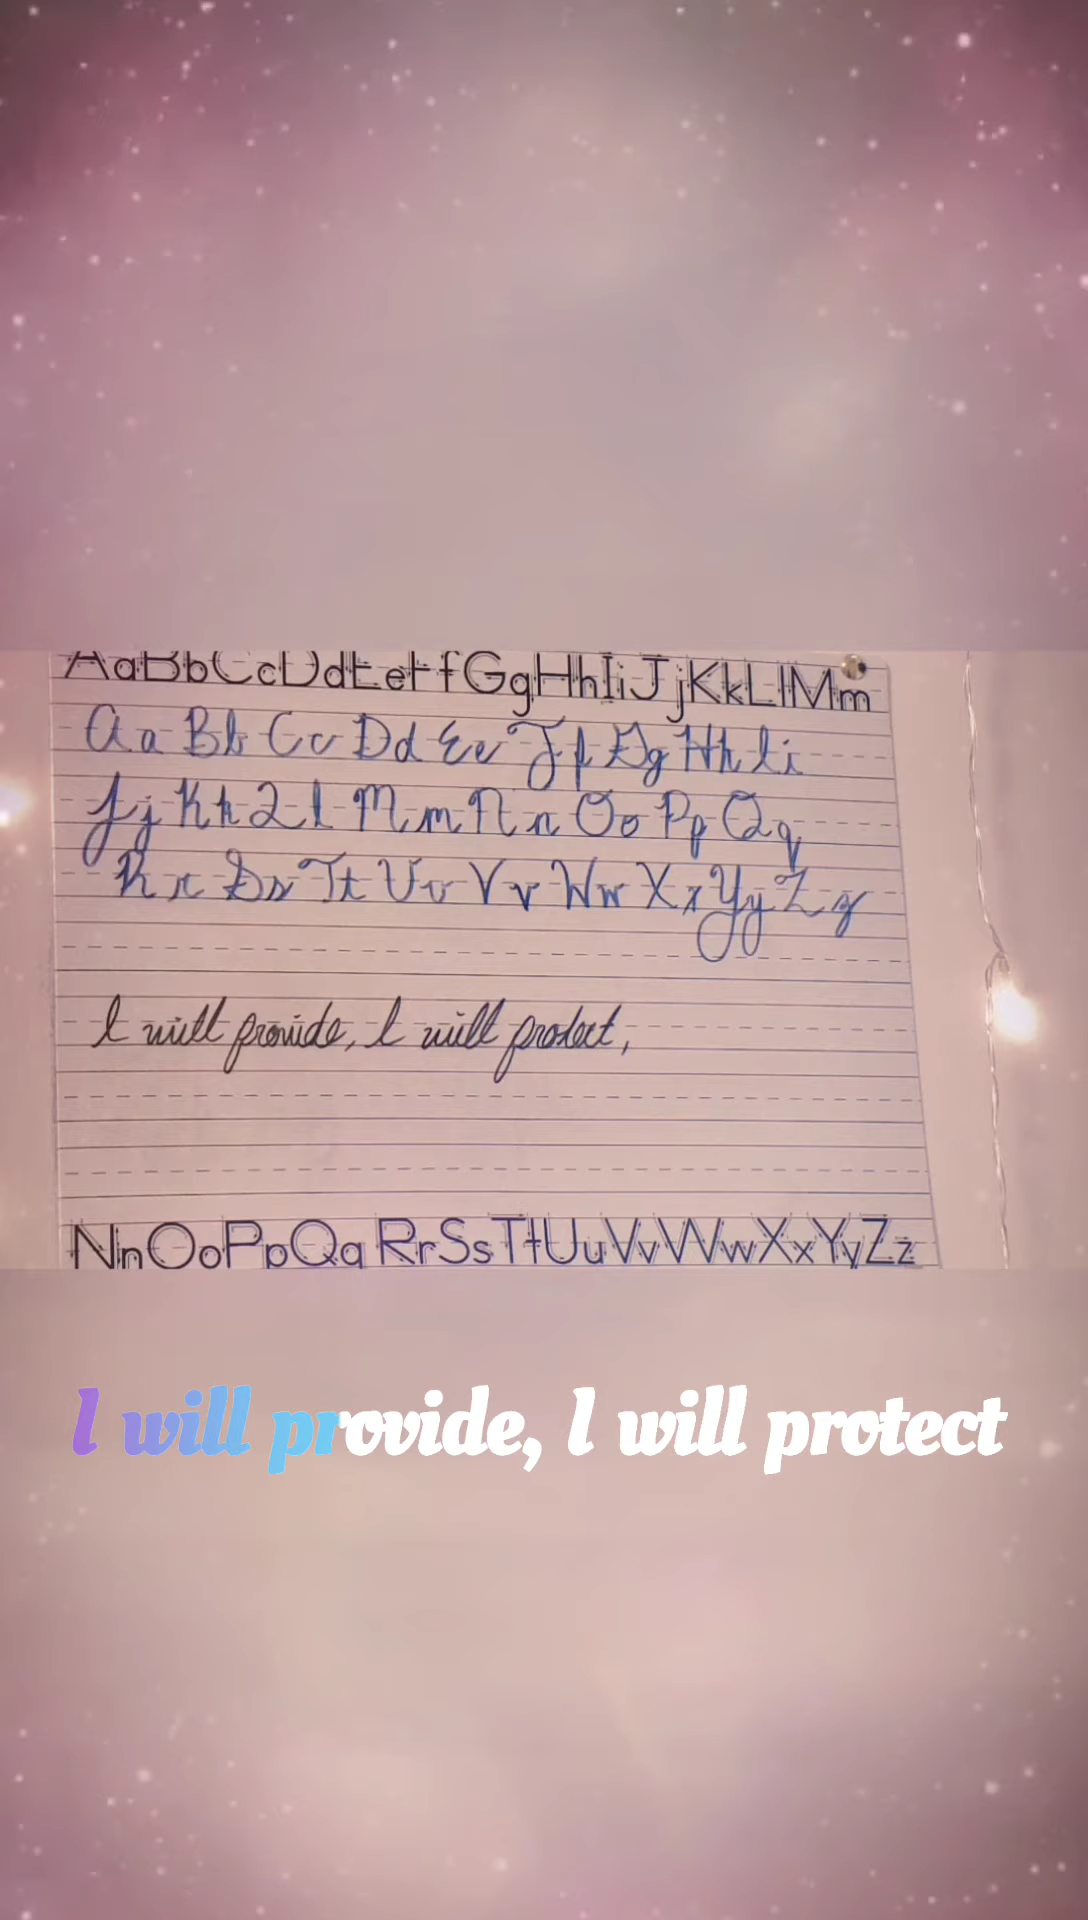 AaBbCcDdEeFfGgHhIiJjKkLlMm
Aa Bb Cc Dd Ee Ff Gg Hh Ii
Jj Kk Ll Mm Nn Oo Pp Qq
Rr Ss Tt Uu Vv Ww Xx Yy Zz
I will provide, I will protect,
NnOoPpQqRrSsTtUuVvWwXxYyZz
I will provide, I will protect